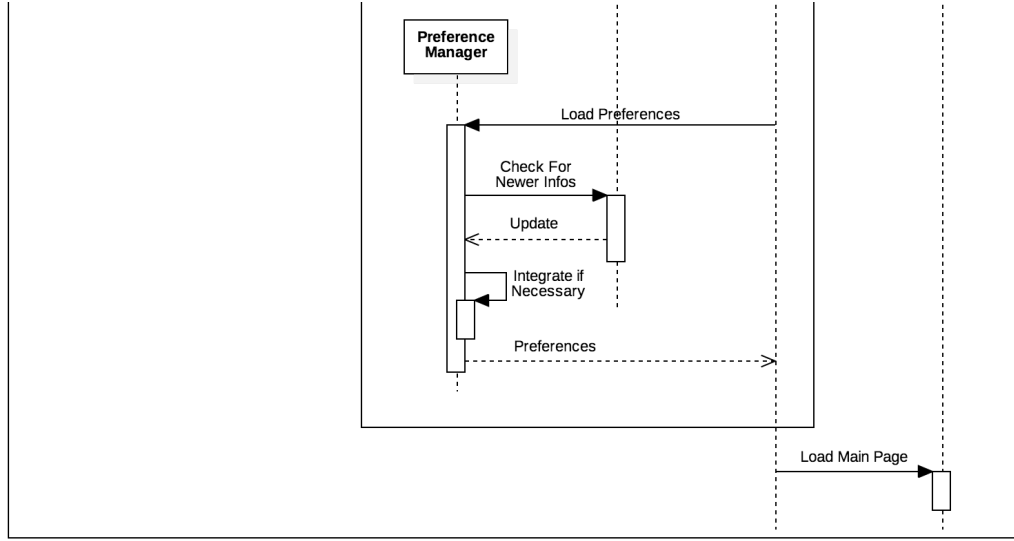 Preference
Manager
Load Preferences
Check For
Newer Infos
Update
Integrate if
Necessary
Preferences
Load Main Page